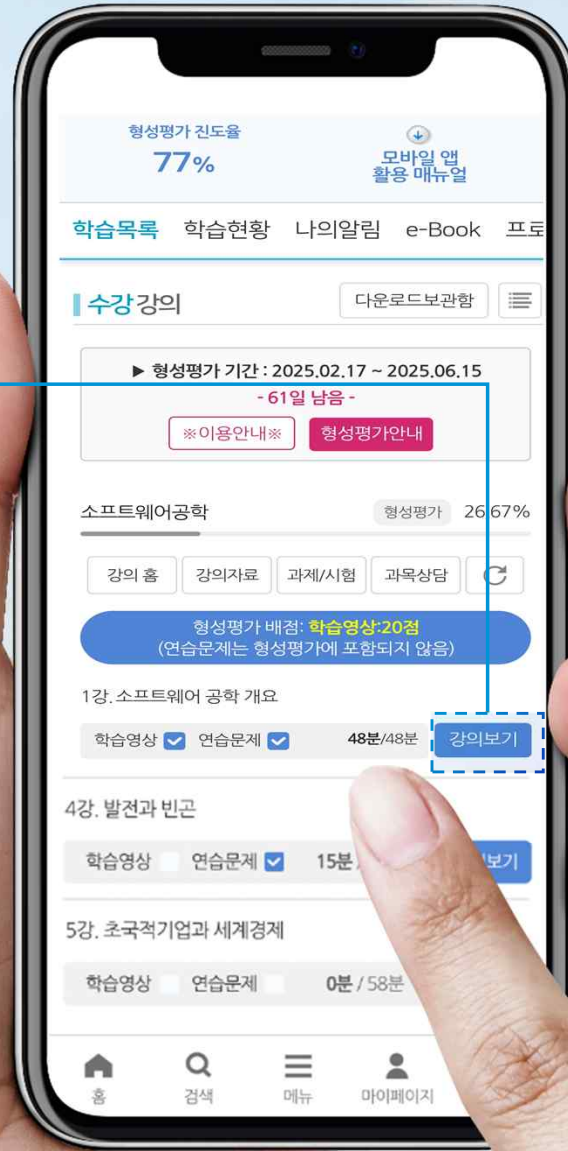 형성평가 진도율
77%
모바일 앱
활용 매뉴얼
학습목록 학습현황 나의알림 e-Book 프로
수강 강의 다운로드보관함
▶ 형성평가 기간 : 2025.02.17 ~ 2025.06.15
- 61일 남음 -
※이용안내※ 형성평가안내
소프트웨어공학 형성평가 26.67%
강의 홈 강의자료 과제/시험 과목상담
형성평가 배점: 학습영상:20점
(연습문제는 형성평가에 포함되지 않음)
1강. 소프트웨어 공학 개요
학습영상 연습문제 48분/48분 강의보기
4강. 발전과 빈곤
학습영상 연습문제 15분 보기
5강. 초국적기업과 세계경제
학습영상 연습문제 0분 / 58분
홈 검색 메뉴 마이페이지